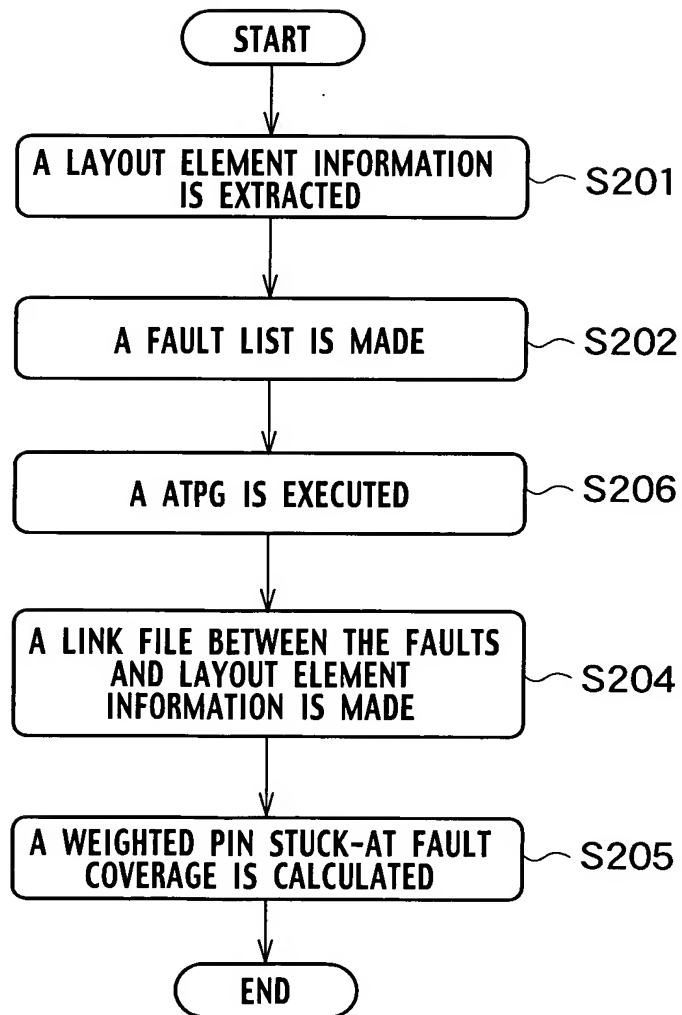 START
A LAYOUT ELEMENT INFORMATION
IS EXTRACTED
S201
A FAULT LIST IS MADE
S202
A ATPG IS EXECUTED
S206
A LINK FILE BETWEEN THE FAULTS
AND LAYOUT ELEMENT
INFORMATION IS MADE
S204
A WEIGHTED PIN STUCK-AT FAULT
COVERAGE IS CALCULATED
S205
END